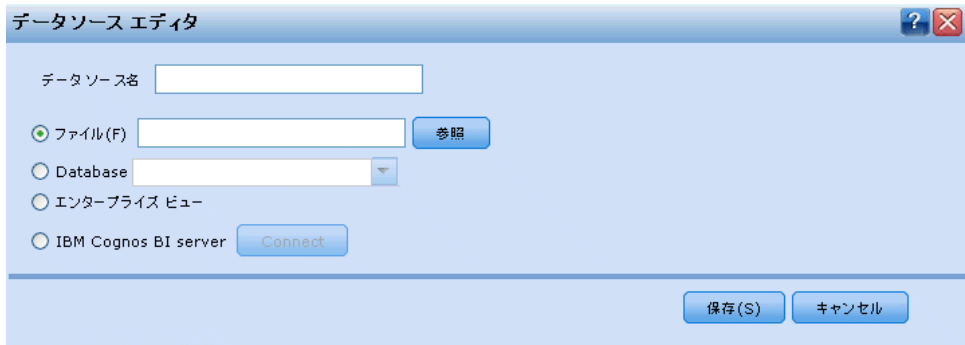 データソース エディタ
データソース名
ファイル(F) 参照
Database
エンタープライズ ビュー
IBM Cognos BI server Connect
保存(S) キャンセル